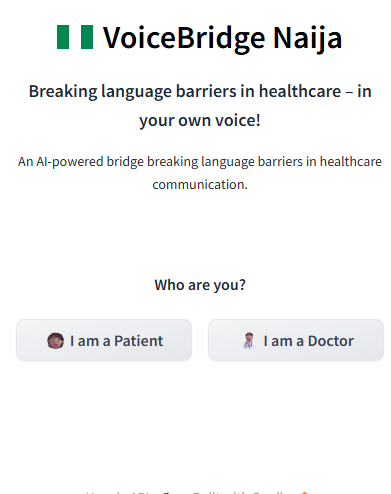 🇳🇬 VoiceBridge Naija
Breaking language barriers in healthcare – in
your own voice!
An AI-powered bridge breaking language barriers in healthcare
communication.
Who are you?
I am a Patient
I am a Doctor